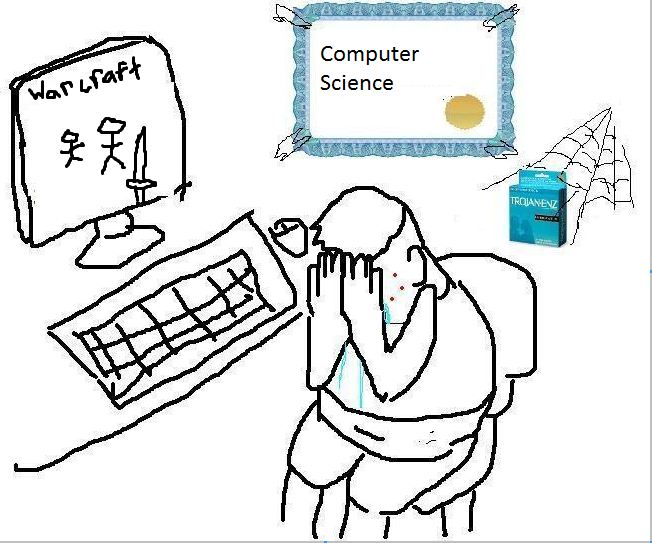 Warcraft
Computer
Science
TROJAN-ENZ